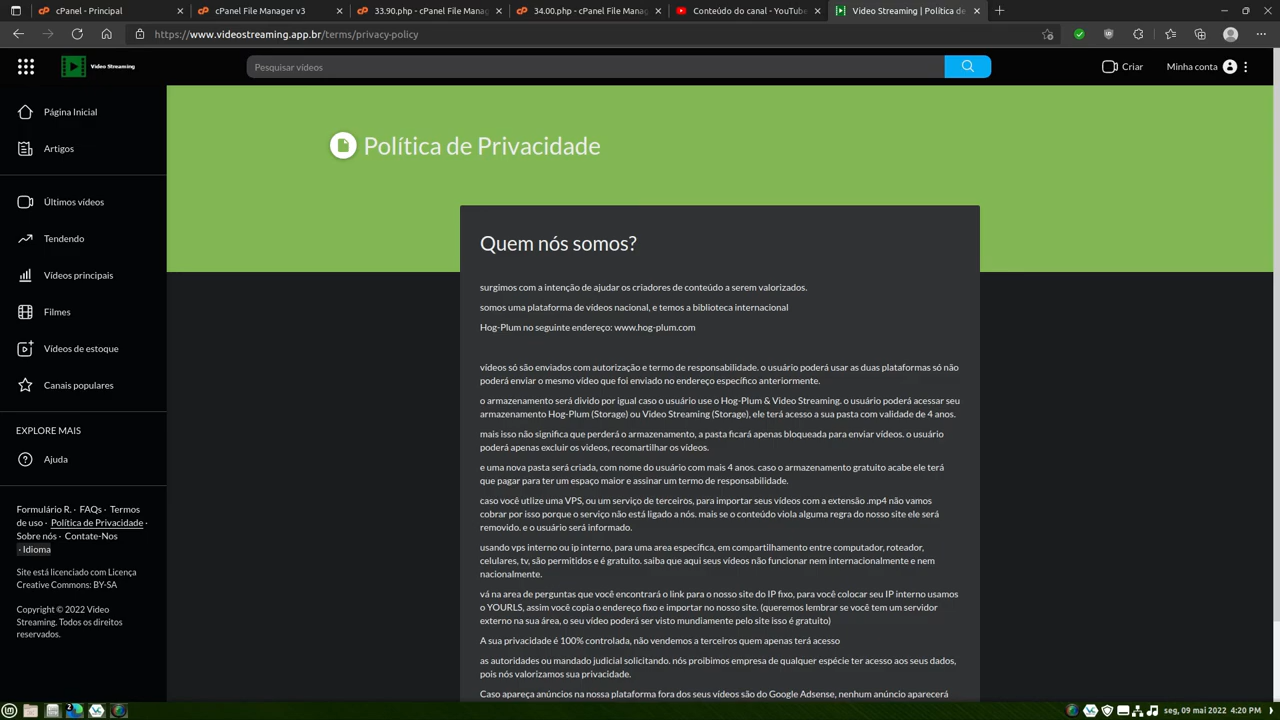 cPanel - Principal
cPanel File Manager v3
33.90.php — cPanel File Manag
34.00.php — cPanel File Manag
Conteúdo do canal - YouTube
Vídeo Streaming | Política de
https://www.videostreaming.app.br/terms/privacy-policy
Video Streaming
Pesquisar vídeos
Criar
Minha conta
Página Inicial
Artigos
Últimos vídeos
Tendendo
Vídeos principais
Filmes
Vídeos de estoque
Canais populares
EXPLORE MAIS
Ajuda
Formulário R. · FAQs · Termos
de uso · Política de Privacidade ·
Sobre nós · Contate-Nos
· Idioma
Site está licenciado com Licença
Creative Commons: BY-SA
Copyright © 2022 Video
Streaming. Todos os direitos
reservados.
Política de Privacidade
Quem nós somos?
surgimos com a intenção de ajudar os criadores de conteúdo a serem valorizados.
somos uma plataforma de vídeos nacional, e temos a biblioteca internacional
Hog-Plum no seguinte endereço: www.hog-plum.com
vídeos só são enviados com autorização e termo de responsabilidade. o usuário poderá usar as duas plataformas só não
poderá enviar o mesmo vídeo que foi enviado no endereço específico anteriormente.
o armazenamento será divido por igual caso o usuário use o Hog-Plum & Video Streaming. o usuário poderá acessar seu
armazenamento Hog-Plum (Storage) ou Video Streaming (Storage), ele terá acesso a sua pasta com validade de 4 anos.
mais isso não significa que perderá o armazenamento, a pasta ficará apenas bloqueada para enviar vídeos. o usuário
poderá apenas excluir os videos, recomartilhar os vídeos.
e uma nova pasta será criada, com nome do usuário com mais 4 anos. caso o armazenamento gratuito acabe ele terá
que pagar para ter um espaço maior e assinar um termo de responsabilidade.
caso você utlize uma VPS, ou um serviço de terceiros, para importar seus vídeos com a extensão .mp4 não vamos
cobrar por isso porque o serviço não está ligado a nós. mais se o conteúdo viola alguma regra do nosso site ele será
removido. e o usuário será informado.
usando vps interno ou ip interno, para uma area específica, em compartilhamento entre computador, roteador,
celulares, tv, são permitidos e é gratuito. saiba que aqui seus vídeos não funcionar nem internacionalmente e nem
nacionalmente.
vá na area de perguntas que você encontrará o link para o nosso site do IP fixo, para você colocar seu IP interno usamos
o YOURLS, assim você copia o endereço fixo e importar no nosso site. (queremos lembrar se você tem um servidor
externo na sua área, o seu vídeo poderá ser visto mundiamente pelo site isso é gratuito)
A sua privacidade é 100% controlada, não vendemos a terceiros quem apenas terá acesso
as autoridades ou mandado judicial solicitando. nós proibimos empresa de qualquer espécie ter acesso aos seus dados,
pois nós valorizamos sua privacidade.
Caso apareça anúncios na nossa plataforma fora dos seus vídeos são do Google Adsense, nenhum anúncio aparecerá
seg, 09 mai 2022 4:20 PM